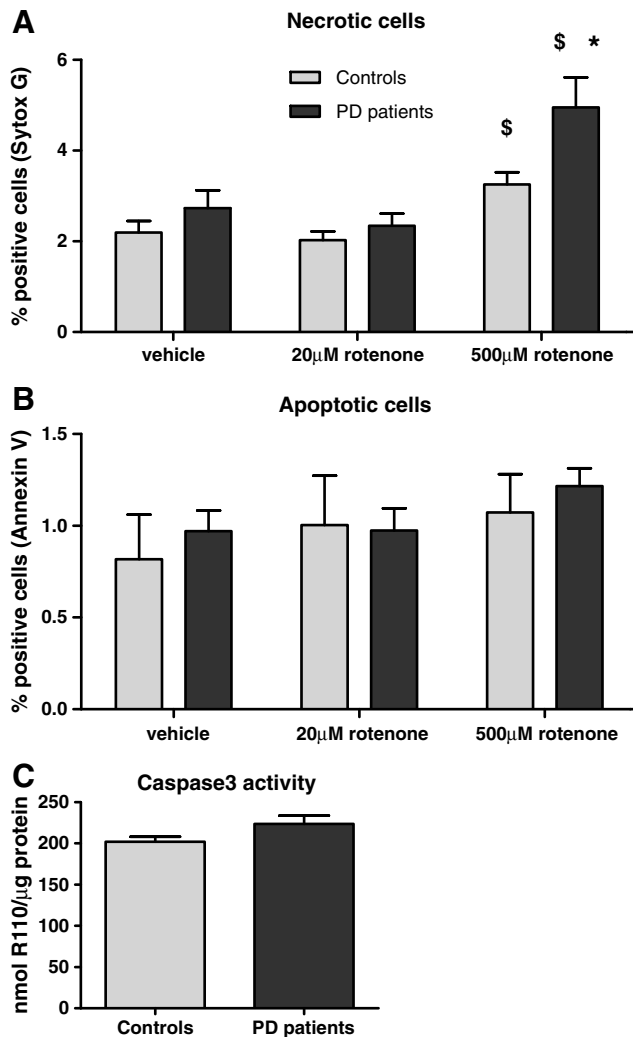 A
Necrotic cells
$ *
$
Controls
PD patients
% positive cells (Sytox G)
6
4
2
0
vehicle
20μM rotenone
500μM rotenone
B
Apoptotic cells
% positive cells (Annexin V)
1.5
1.0
0.5
0.0
vehicle
20μM rotenone
500μM rotenone
C
Caspase3 activity
nmol R110/μg protein
250
200
150
100
50
0
Controls
PD patients